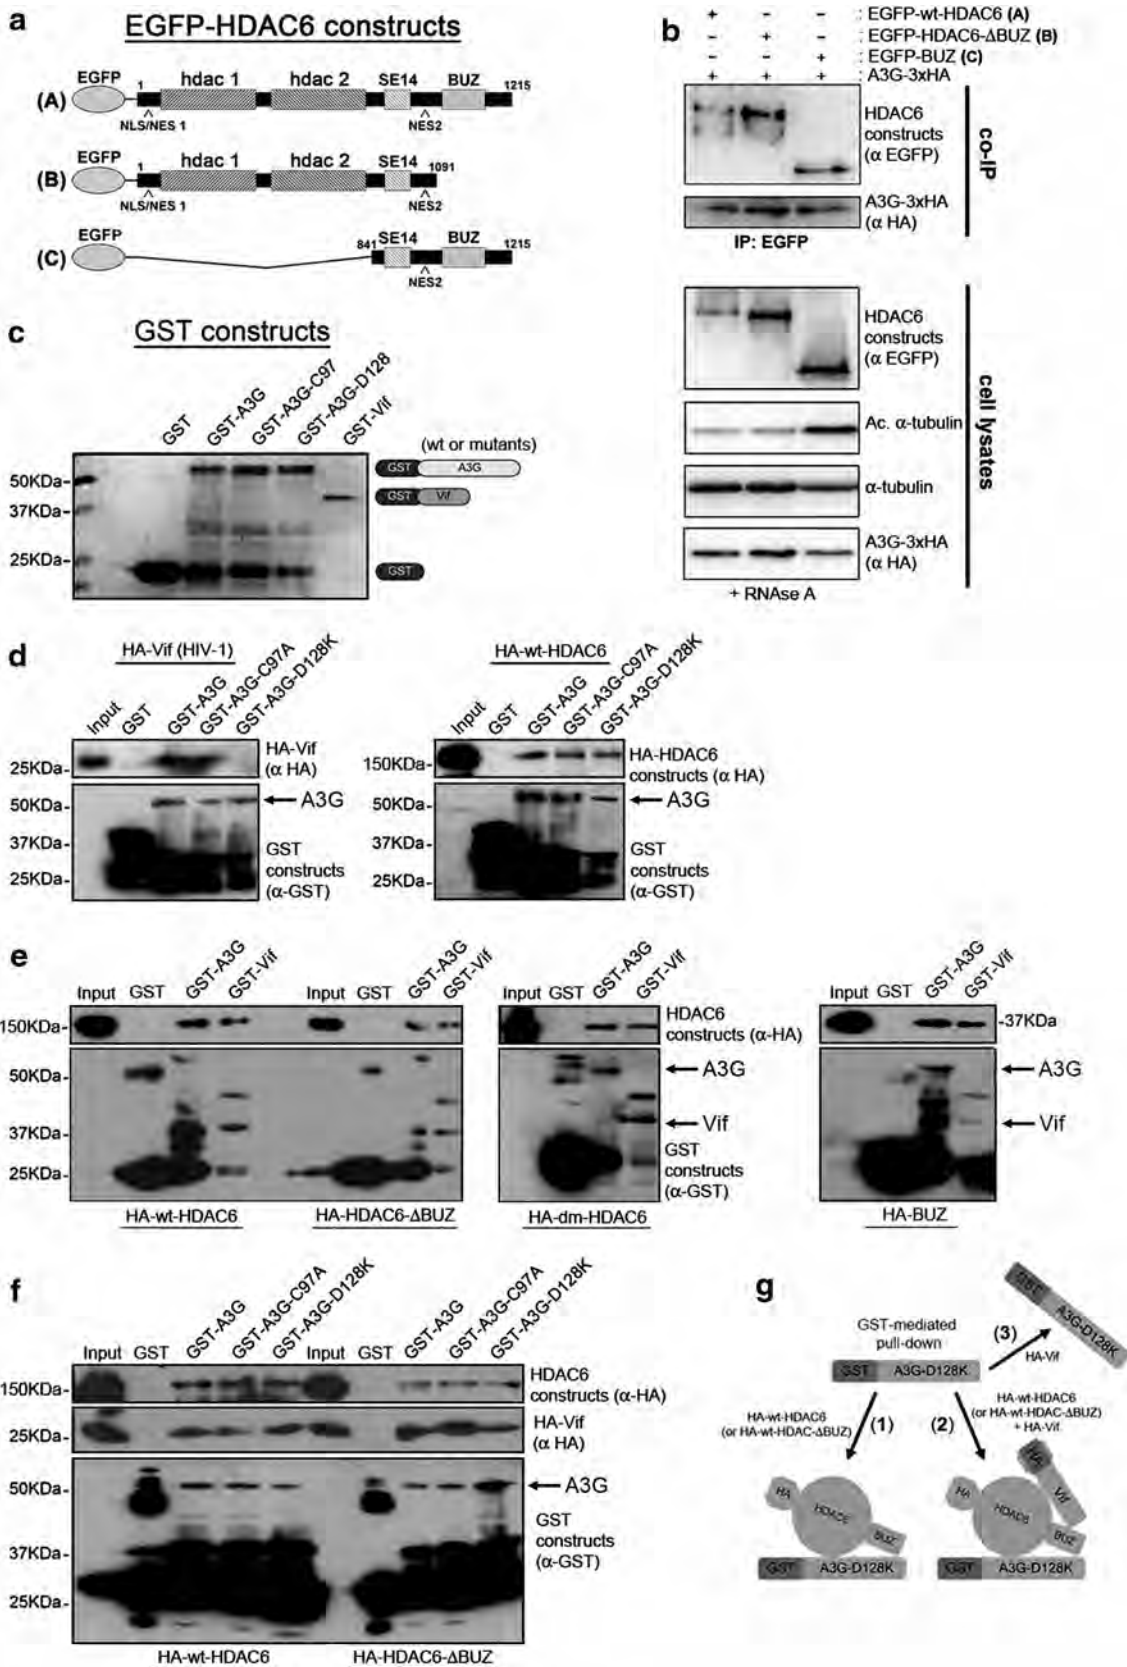 a
EGFP-HDAC6 constructs
EGFP
1
hdac 1
hdac 2
SE14
BUZ
1215
(A)
NLS/NES 1
NES2
EGFP
1
hdac 1
hdac 2
SE14
1091
(B)
NLS/NES 1
NES2
EGFP
841
SE14
BUZ
1215
(C)
NES2
b
+ - - : EGFP-wt-HDAC6 (A)
- + - : EGFP-HDAC6-ΔBUZ (B)
- - + : EGFP-BUZ (C)
+ + + : A3G-3xHA
HDAC6
constructs
(α EGFP)
A3G-3xHA
(α HA)
IP: EGFP
co-IP
HDAC6
constructs
(α EGFP)
Ac. α-tubulin
α-tubulin
A3G-3xHA
(α HA)
+ RNAse A
cell lysates
c
GST constructs
GST
GST-A3G
GST-A3G-C97
GST-A3G-D128
GST-Vif
(wt or mutants)
50KDa-
37KDa-
25KDa-
GST A3G
GST Vif
GST
d
HA-Vif (HIV-1)
Input
GST
GST-A3G
GST-A3G-C97A
GST-A3G-D128K
25KDa-
HA-Vif
(α HA)
50KDa-
37KDa-
25KDa-
A3G
GST
constructs
(α-GST)
HA-wt-HDAC6
Input
GST
GST-A3G
GST-A3G-C97A
GST-A3G-D128K
150KDa-
HA-HDAC6
constructs (α HA)
50KDa-
37KDa-
25KDa-
A3G
GST
constructs
(α-GST)
e
Input
GST
GST-A3G
GST-Vif
Input
GST
GST-A3G
GST-Vif
150KDa-
50KDa-
37KDa-
25KDa-
HA-wt-HDAC6
HA-HDAC6-ΔBUZ
Input
GST
GST-A3G
GST-Vif
HDAC6
constructs (α-HA)
A3G
Vif
GST
constructs
(α-GST)
HA-dm-HDAC6
Input
GST
GST-A3G
GST-Vif
-37KDa
A3G
Vif
HA-BUZ
f
Input
GST
GST-A3G
GST-A3G-C97A
GST-A3G-D128K
Input
GST
GST-A3G
GST-A3G-C97A
GST-A3G-D128K
150KDa-
HDAC6
constructs (α-HA)
25KDa-
HA-Vif
(α HA)
50KDa-
37KDa-
25KDa-
A3G
GST
constructs
(α-GST)
HA-wt-HDAC6
HA-HDAC6-ΔBUZ
g
GST-mediated
pull-down
GST A3G-D128K
(3)
HA-Vif
GST A3G-D128K
HA-wt-HDAC6
(or HA-wt-HDAC-ΔBUZ)
(1)
(2)
HA-wt-HDAC6
(or HA-wt-HDAC-ΔBUZ)
+ HA-Vif
HA
HDAC6
BUZ
GST A3G-D128K
HA
HDAC6
HA
Vif
BUZ
GST A3G-D128K